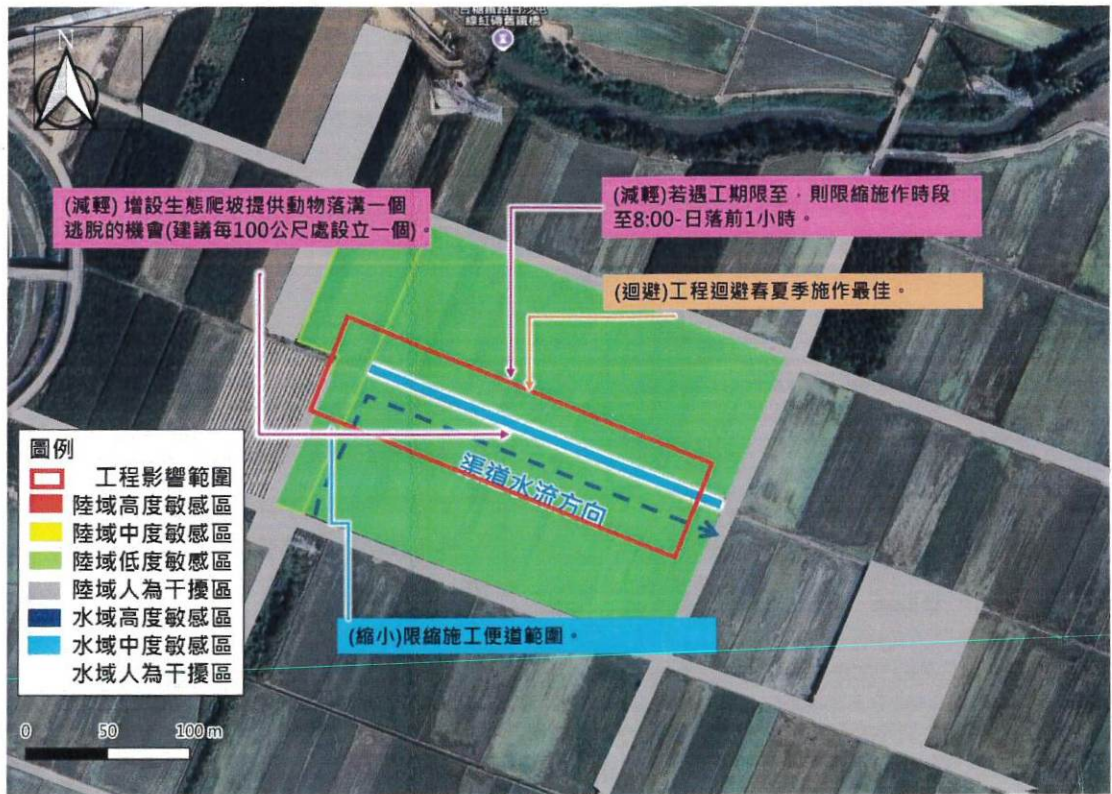 線紅磚舊鐵橋
N
(減輕) 增設生態爬坡提供動物落溝一個
逃脫的機會(建議每100公尺處設立一個)。
(減輕)若遇工期限至，則限縮施作時段
至8:00-日落前1小時。
(迴避)工程迴避春夏季施作最佳。
渠道水流方向
(縮小)限縮施工便道範圍。
圖例
工程影響範圍
陸域高度敏感區
陸域中度敏感區
陸域低度敏感區
陸域人為干擾區
水域高度敏感區
水域中度敏感區
水域人為干擾區
0 50 100 m